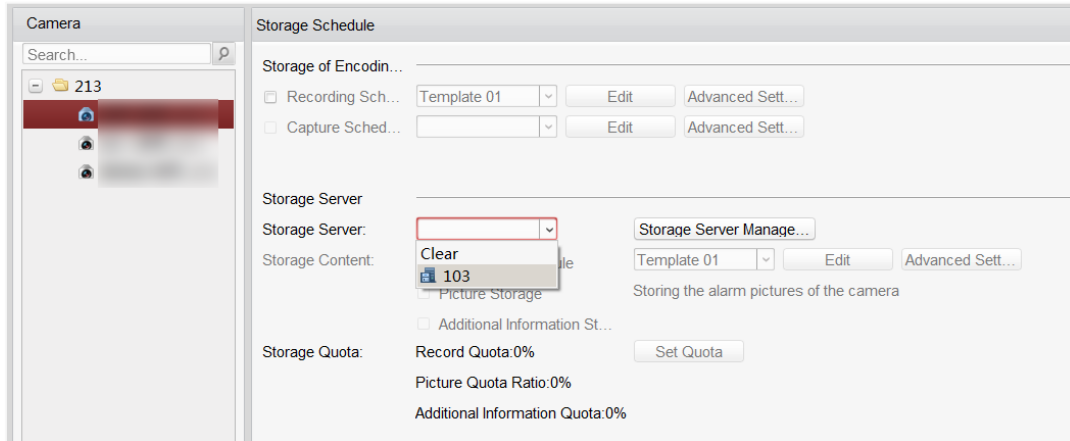 Camera
Search...
213
Storage Schedule
Storage of Encodin...
Recording Sch... Template 01 Edit Advanced Sett...
Capture Sched... Edit Advanced Sett...
Storage Server
Storage Server: Storage Server Manage...
Clear
103
Storage Content: Template 01 Edit Advanced Sett...
Picture Storage Storing the alarm pictures of the camera
Additional Information St...
Storage Quota: Record Quota:0% Set Quota
Picture Quota Ratio:0%
Additional Information Quota:0%